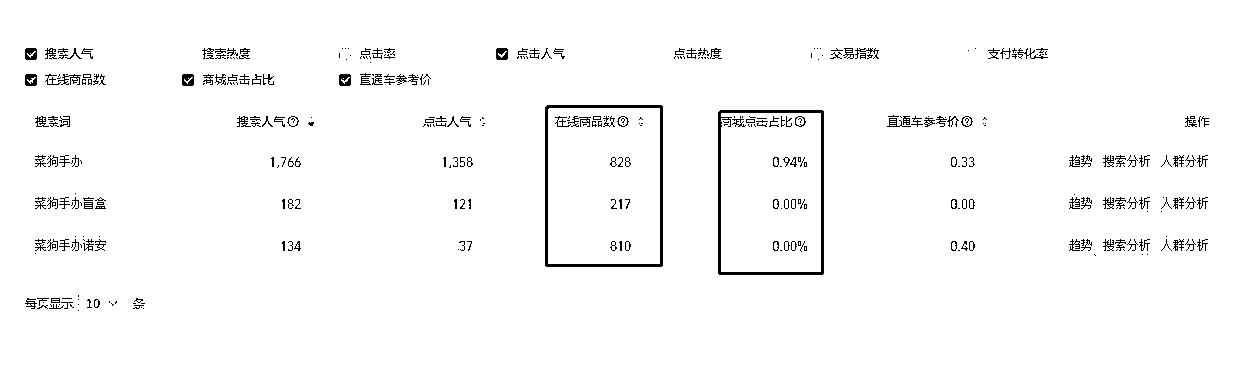 搜索人气 搜索热度 点击率 点击人气 点击热度 交易指数 支付转化率
在线商品数 商城点击占比 直通车参考价
搜索词 搜索人气 点击人气 在线商品数 商城点击占比 直通车参考价 操作
菜狗手办 1,766 1,358 828 0.94% 0.33 趋势 搜索分析 人群分析
菜狗手办盲盒 182 121 217 0.00% 0.00 趋势 搜索分析 人群分析
菜狗手办诺安 134 37 810 0.00% 0.40 趋势 搜索分析 人群分析
每页显示 10 条